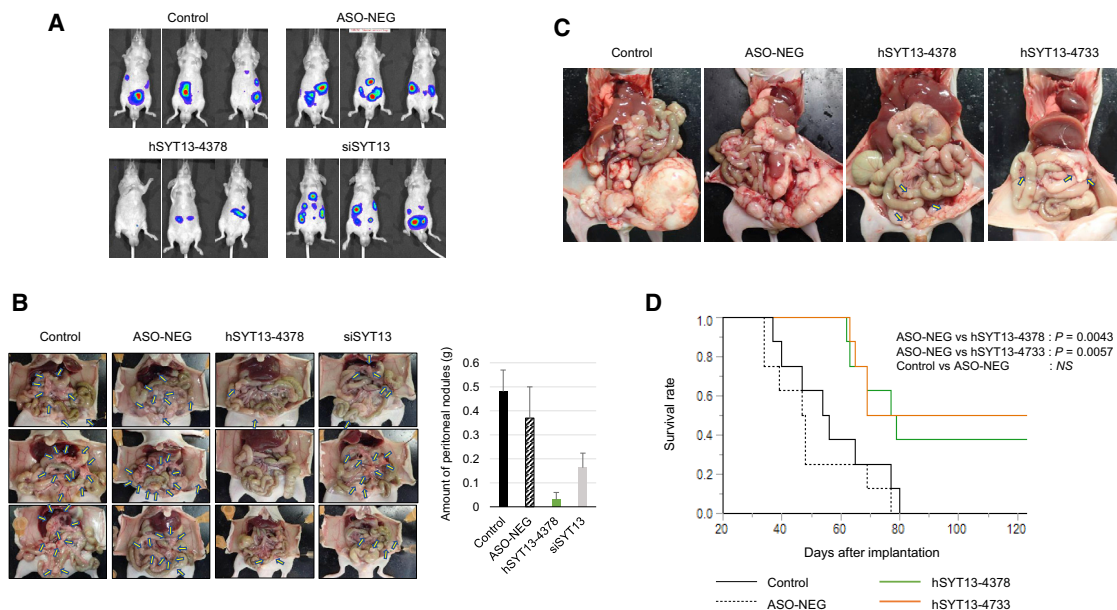 A
Control
ASO-NEG
hSYT13-4378
siSYT13
B
Control
ASO-NEG
hSYT13-4378
siSYT13
Amount of peritoneal nodules (g)
0.6
0.5
0.4
0.3
0.2
0.1
0
Control
ASO-NEG
hSYT13-4378
siSYT13
C
Control
ASO-NEG
hSYT13-4378
hSYT13-4733
D
ASO-NEG vs hSYT13-4378 : P = 0.0043
ASO-NEG vs hSYT13-4733 : P = 0.0057
Control vs ASO-NEG : NS
Survival rate
1.0
0.8
0.6
0.4
0.2
0.0
20 40 60 80 100 120
Days after implantation
Control
hSYT13-4378
ASO-NEG
hSYT13-4733